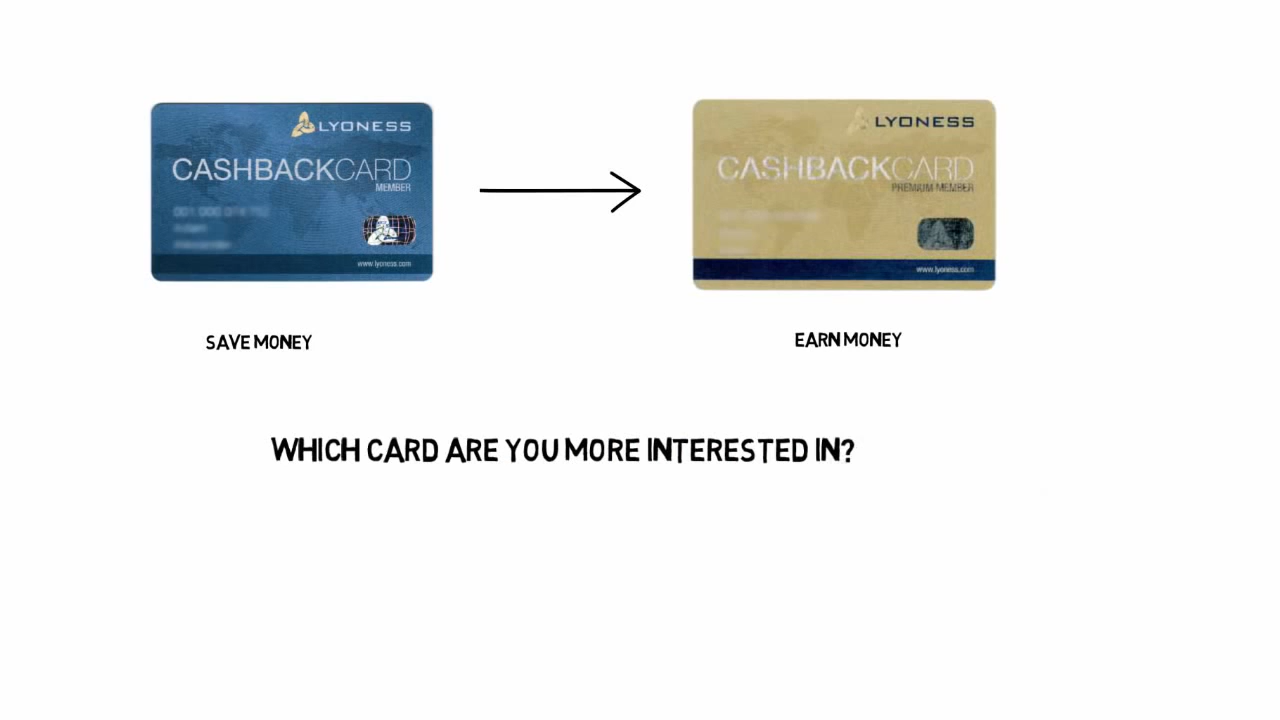 LYONESS
CASHBACKCARD
MEMBER
www.lyoness.com
LYONESS
CASHBACKCARD
PREMIUM MEMBER
www.lyoness.com
SAVE MONEY
EARN MONEY
WHICH CARD ARE YOU MORE INTERESTED IN?